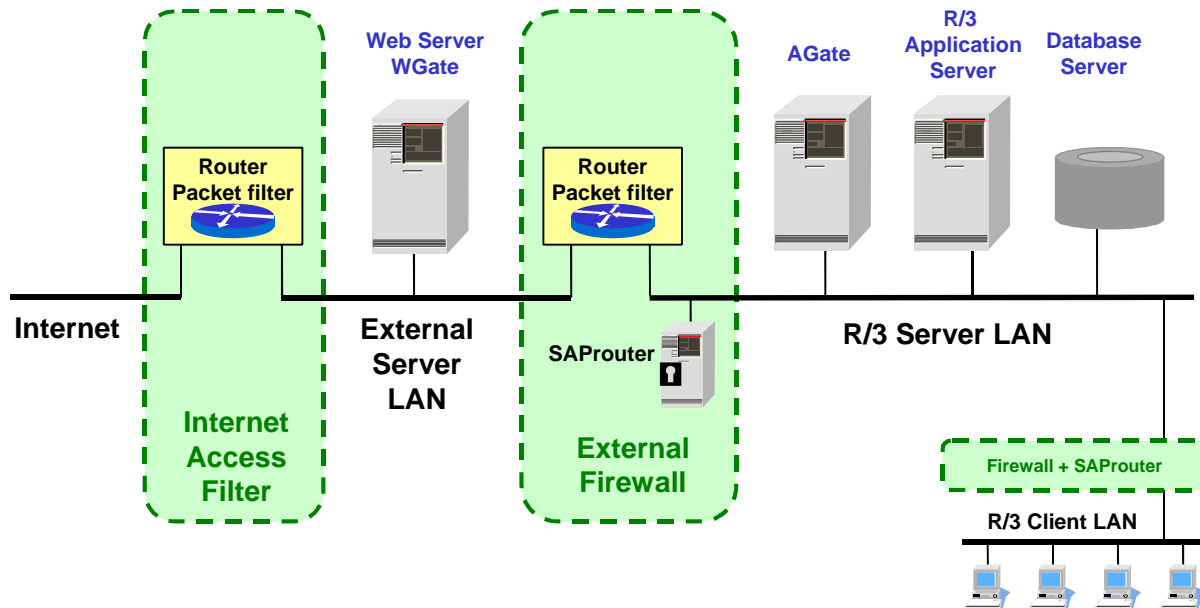 Web Server
WGate
AGate
R/3
Application
Server
Database
Server
Router
Packet filter
Router
Packet filter
Internet
External
Server
LAN
SAProuter
R/3 Server LAN
Internet
Access
Filter
External
Firewall
Firewall + SAProuter
R/3 Client LAN